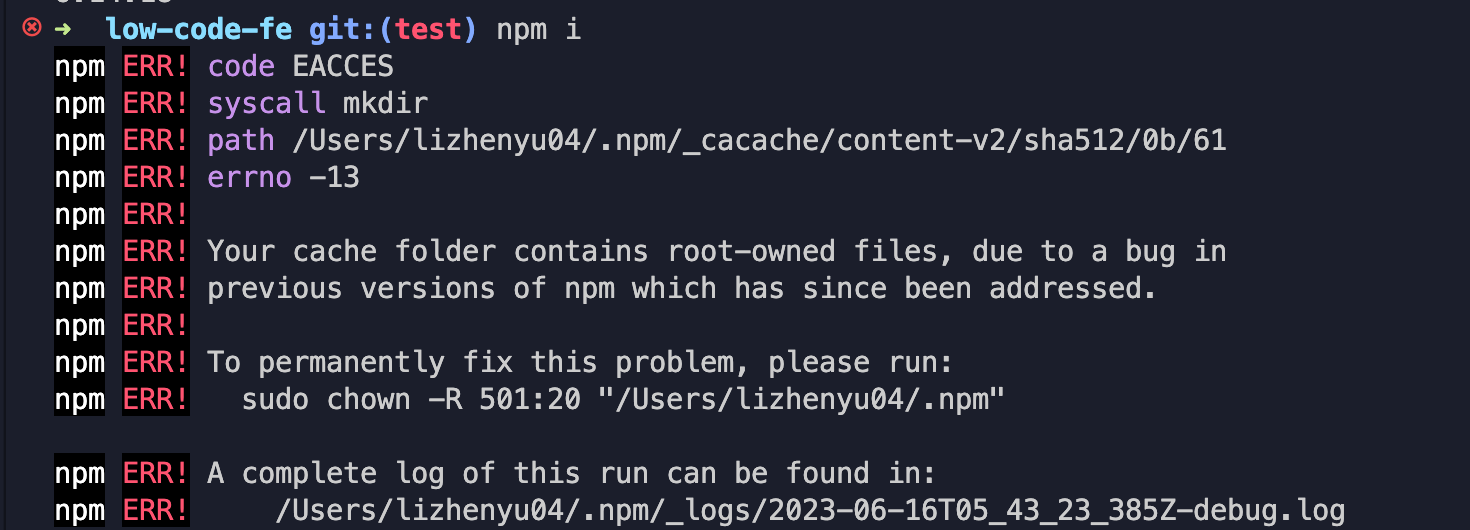 ➜  low-code-fe git:(test) npm i
npm ERR! code EACCES
npm ERR! syscall mkdir
npm ERR! path /Users/lizhenyu04/.npm/_cacache/content-v2/sha512/0b/61
npm ERR! errno -13
npm ERR!
npm ERR! Your cache folder contains root-owned files, due to a bug in
npm ERR! previous versions of npm which has since been addressed.
npm ERR!
npm ERR! To permanently fix this problem, please run:
npm ERR!   sudo chown -R 501:20 "/Users/lizhenyu04/.npm"
npm ERR! A complete log of this run can be found in:
npm ERR!     /Users/lizhenyu04/.npm/_logs/2023-06-16T05_43_23_385Z-debug.log